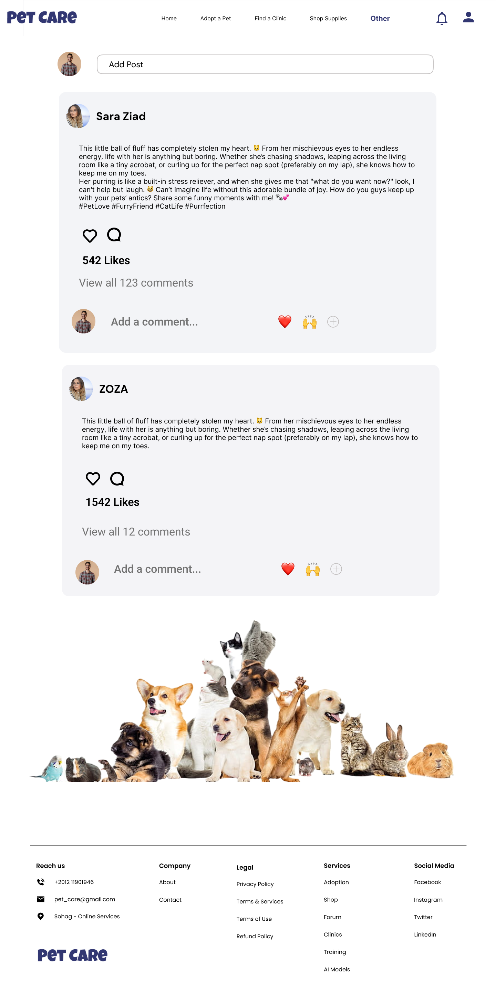 PeT CARe
Home Adopt a Pet Find a Clinic Shop Supplies Other
Add Post
Sara Ziad
This little ball of fluff has completely stolen my heart. 🐱 From her mischievous eyes to her endless
energy, life with her is anything but boring. Whether she’s chasing shadows, leaping across the living
room like a tiny acrobat, or curling up for the perfect nap spot (preferably on my lap), she knows how to
keep me on my toes.
Her purring is like a built-in stress reliever, and when she gives me that "what do you want now?" look, I
can't help but laugh. 😺 Can’t imagine life without this adorable bundle of joy. How do you guys keep up
with your pets’ antics? Share some funny moments with me! 🐾💕
#PetLove #FurryFriend #CatLife #Purrfection
542 Likes
View all 123 comments
Add a comment... ❤️ 🙌
ZOZA
This little ball of fluff has completely stolen my heart. 🐱 From her mischievous eyes to her endless
energy, life with her is anything but boring. Whether she’s chasing shadows, leaping across the living
room like a tiny acrobat, or curling up for the perfect nap spot (preferably on my lap), she knows how to
keep me on my toes.
1542 Likes
View all 12 comments
Add a comment... ❤️ 🙌
Reach us
+2012 11901946
pet_care@gmail.com
Sohag - Online Services
PeT CARe
Company
About
Contact
Legal
Privacy Policy
Terms & Services
Terms of Use
Refund Policy
Services
Adoption
Shop
Forum
Clinics
Training
AI Models
Social Media
Facebook
Instagram
Twitter
LinkedIn